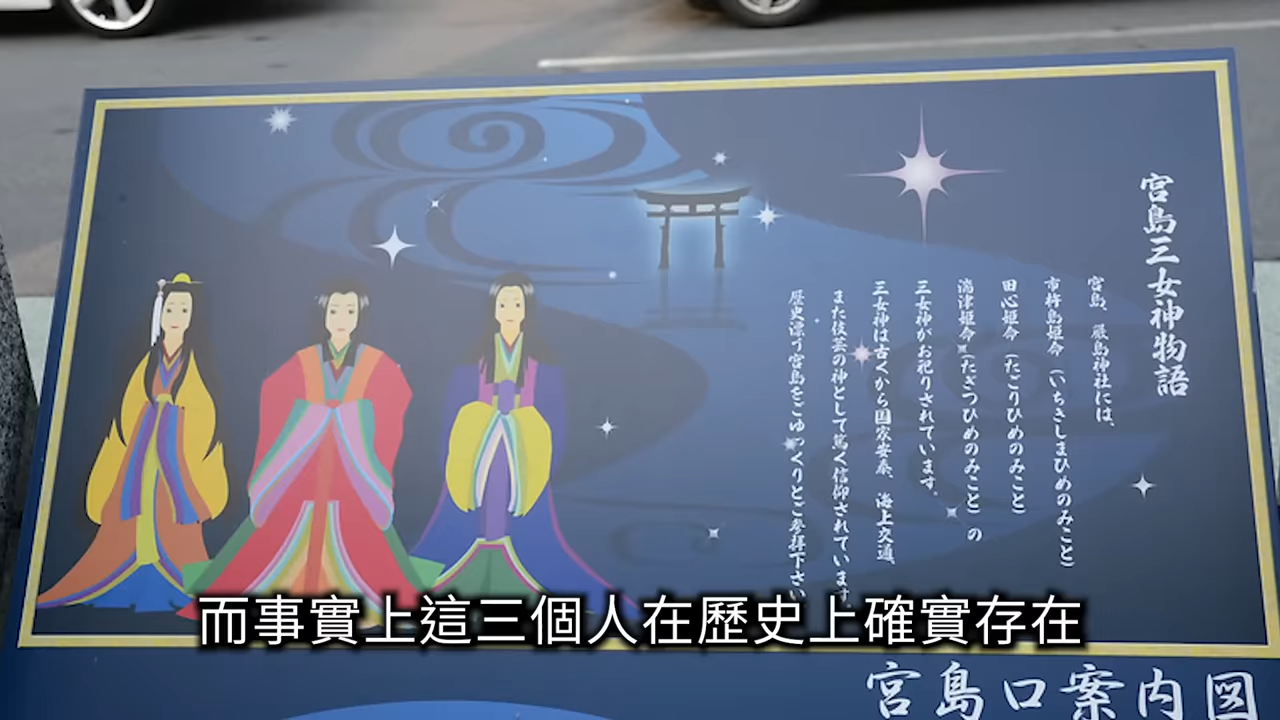 宮島三女神物語
宮島、厳島神社には、
市杵島姫命（いちきしまひめのみこと）
田心姫命（たごりひめのみこと）
湍津姫命（たぎつひめのみこと）の
三女神がお祀りされています。
三女神は古くから国家安泰、海上交通、
また伎芸の神として篤く信仰されています。
歴史漂う宮島をごゆっくりとご参拝下さい
而事實上這三個人在歷史上確實存在
宮島口案内図